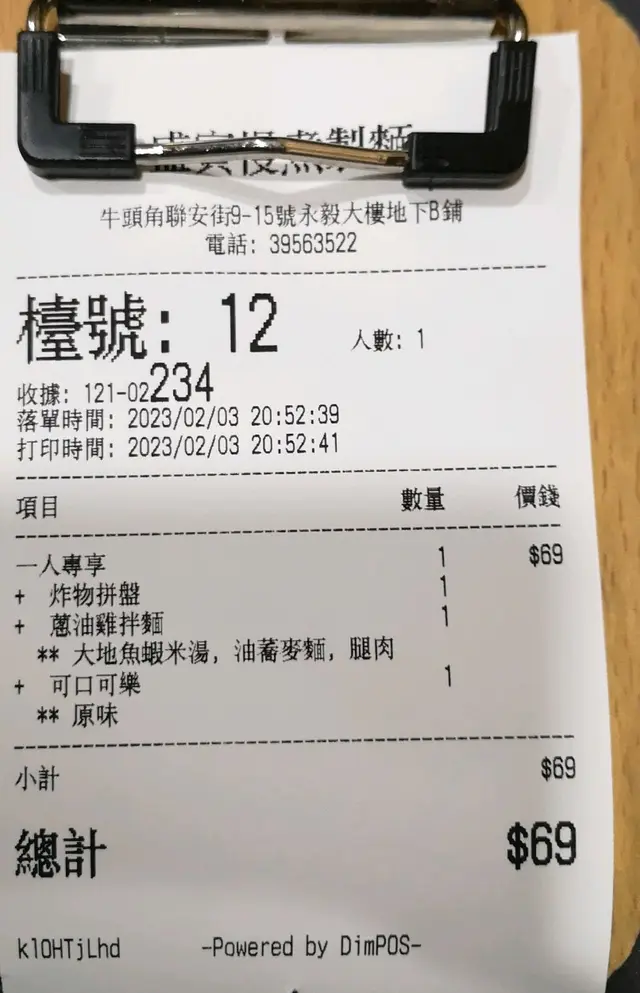 製麵
牛頭角聯安街9-15號永毅大樓地下B鋪
電話: 39563522
檯號: 12 人數: 1
收據: 121-02234
落單時間: 2023/02/03 20:52:39
打印時間: 2023/02/03 20:52:41
項目 數量 價錢
一人專享 1 $69
+ 炸物拼盤 1
+ 蔥油雞拌麵 1
** 大地魚蝦米湯, 油蕎麥麵, 腿肉
+ 可口可樂 1
** 原味
小計 $69
總計 $69
klOHTjLhd -Powered by DimPOS-